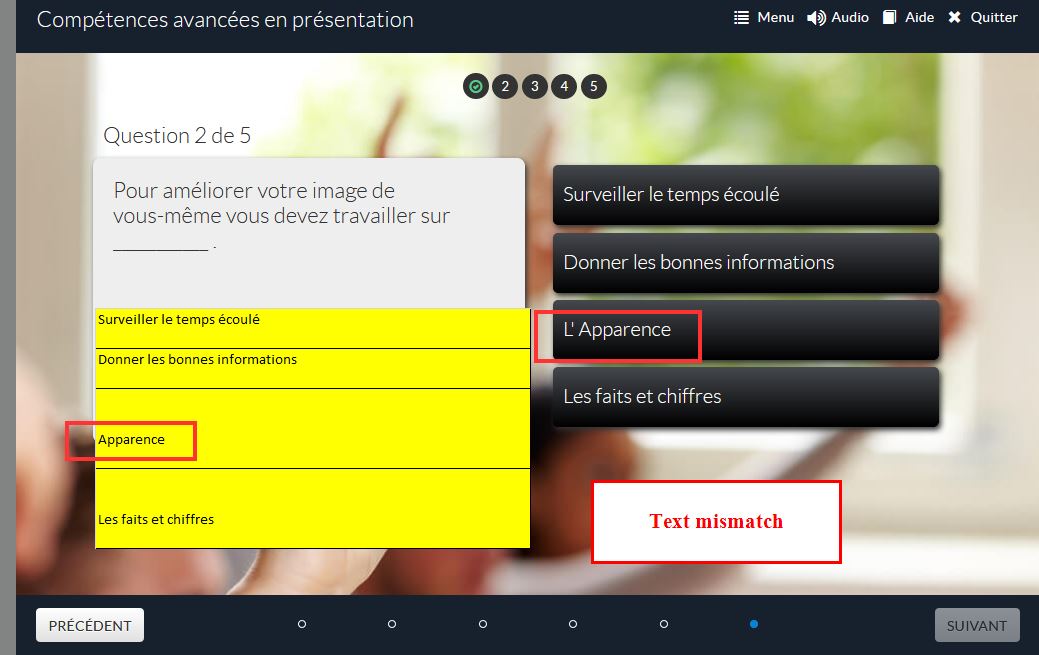 Compétences avancées en présentation
Menu
Audio
Aide
Quitter
2
3
4
5
Question 2 de 5
Pour améliorer votre image de
vous-même vous devez travailler sur
___________ .
Surveiller le temps écoulé
Donner les bonnes informations
Apparence
Les faits et chiffres
Surveiller le temps écoulé
Donner les bonnes informations
L' Apparence
Les faits et chiffres
Text mismatch
PRÉCÉDENT
SUIVANT